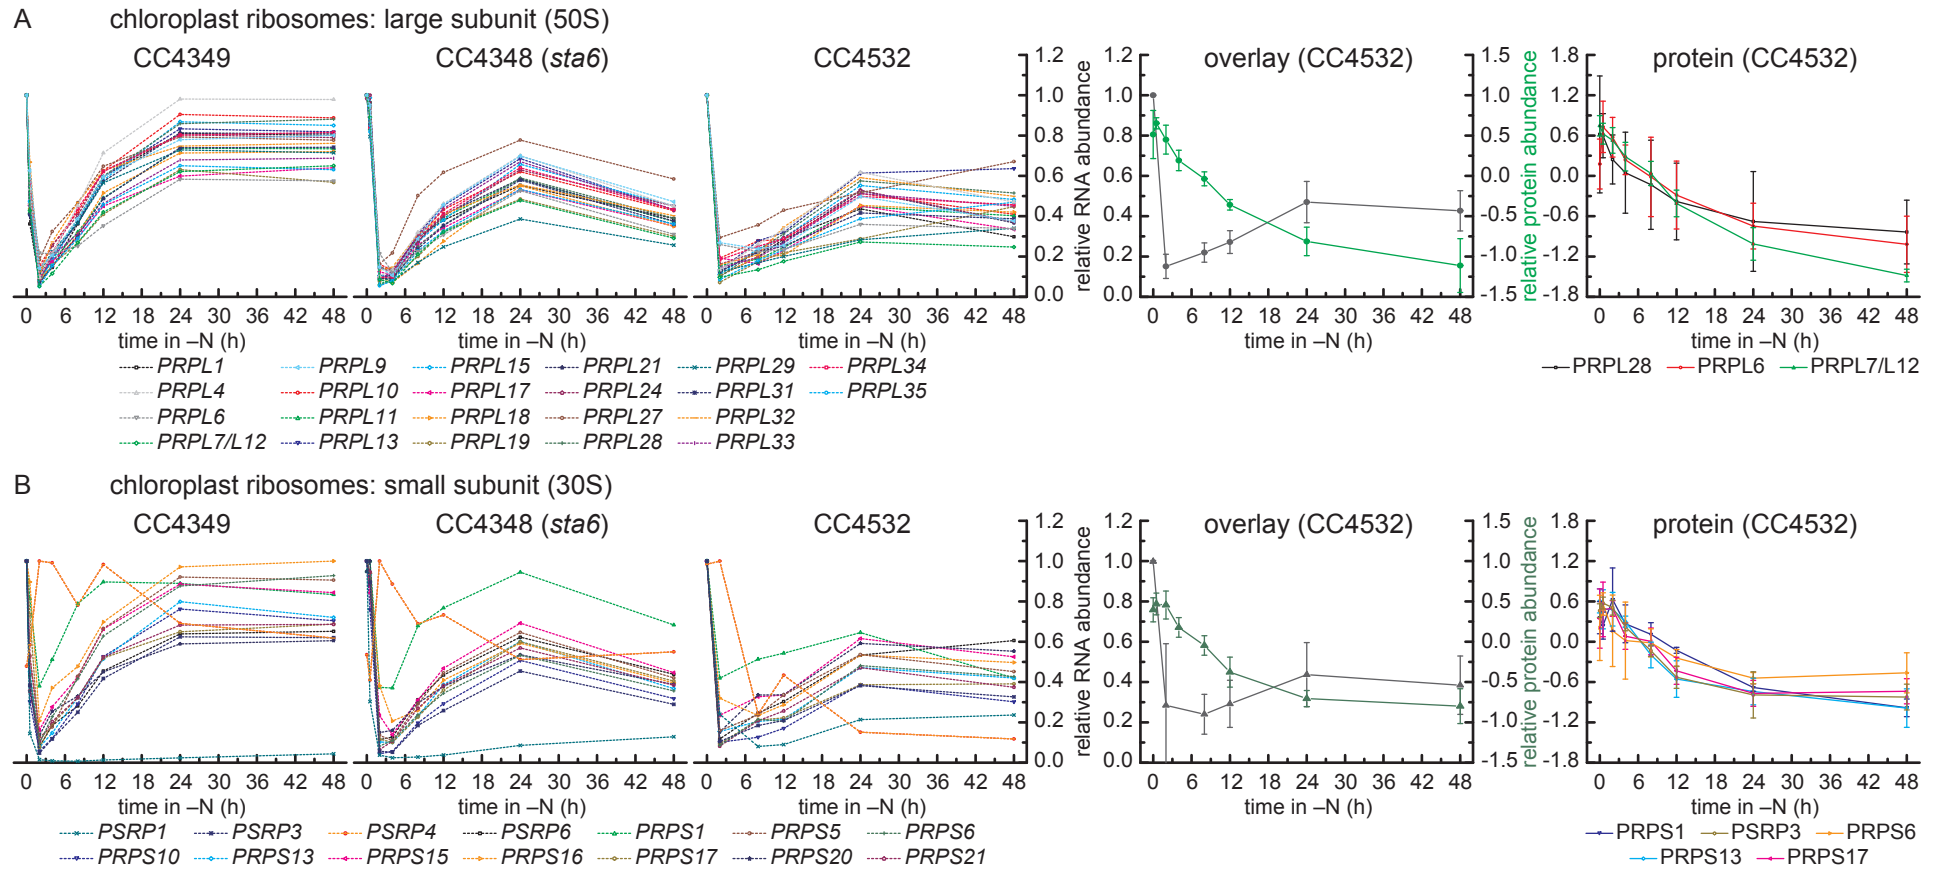 A chloroplast ribosomes: large subunit (50S)
CC4349 CC4348 (sta6) CC4532 overlay (CC4532) protein (CC4532)
1.2 1.0 0.8 0.6 0.4 0.2 0.0
relative RNA abundance
1.2 1.0 0.8 0.6 0.4 0.2 0.0
1.5 1.0 0.5 0.0 -0.5 -1.0 -1.5
relative protein abundance
1.8 1.2 0.6 0.0 -0.6 -1.2 -1.8
0 6 12 18 24 30 36 42 48 0 6 12 18 24 30 36 42 48 0 6 12 18 24 30 36 42 48 0 6 12 18 24 30 36 42 48 0 6 12 18 24 30 36 42 48
time in –N (h) time in –N (h) time in –N (h) time in –N (h) time in –N (h)
PRPL1 PRPL9 PRPL15 PRPL21 PRPL29 PRPL34 PRPL28 PRPL6 PRPL7/L12
PRPL4 PRPL10 PRPL17 PRPL24 PRPL31 PRPL35
PRPL6 PRPL11 PRPL18 PRPL27 PRPL32
PRPL7/L12 PRPL13 PRPL19 PRPL28 PRPL33
B chloroplast ribosomes: small subunit (30S)
CC4349 CC4348 (sta6) CC4532 overlay (CC4532) protein (CC4532)
1.2 1.0 0.8 0.6 0.4 0.2 0.0
relative RNA abundance
1.2 1.0 0.8 0.6 0.4 0.2 0.0
1.5 1.0 0.5 0.0 -0.5 -1.0 -1.5
relative protein abundance
1.8 1.2 0.6 0.0 -0.6 -1.2 -1.8
0 6 12 18 24 30 36 42 48 0 6 12 18 24 30 36 42 48 0 6 12 18 24 30 36 42 48 0 6 12 18 24 30 36 42 48 0 6 12 18 24 30 36 42 48
time in –N (h) time in –N (h) time in –N (h) time in –N (h) time in –N (h)
PSRP1 PSRP3 PSRP4 PSRP6 PRPS1 PRPS5 PRPS6 PRPS1 PSRP3 PRPS6
PRPS10 PRPS13 PRPS15 PRPS16 PRPS17 PRPS20 PRPS21 PRPS13 PRPS17